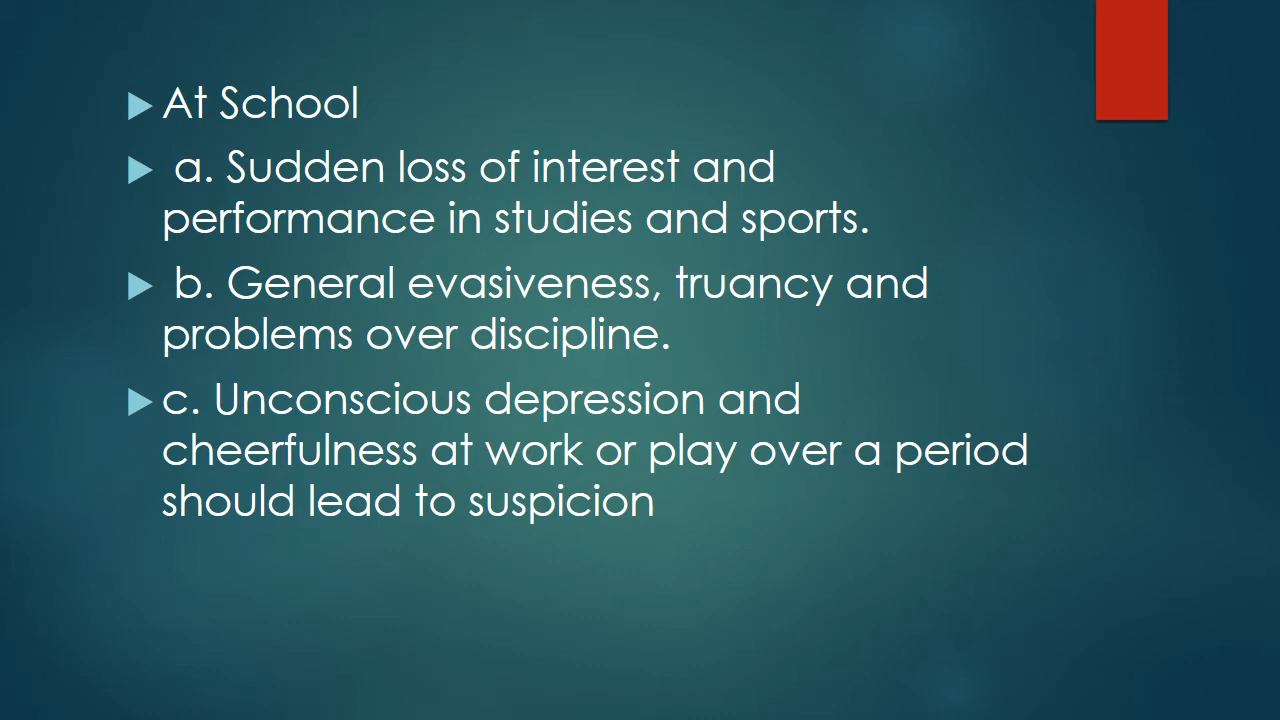 At School
a. Sudden loss of interest and
performance in studies and sports.
b. General evasiveness, truancy and
problems over discipline.
c. Unconscious depression and
cheerfulness at work or play over a period
should lead to suspicion